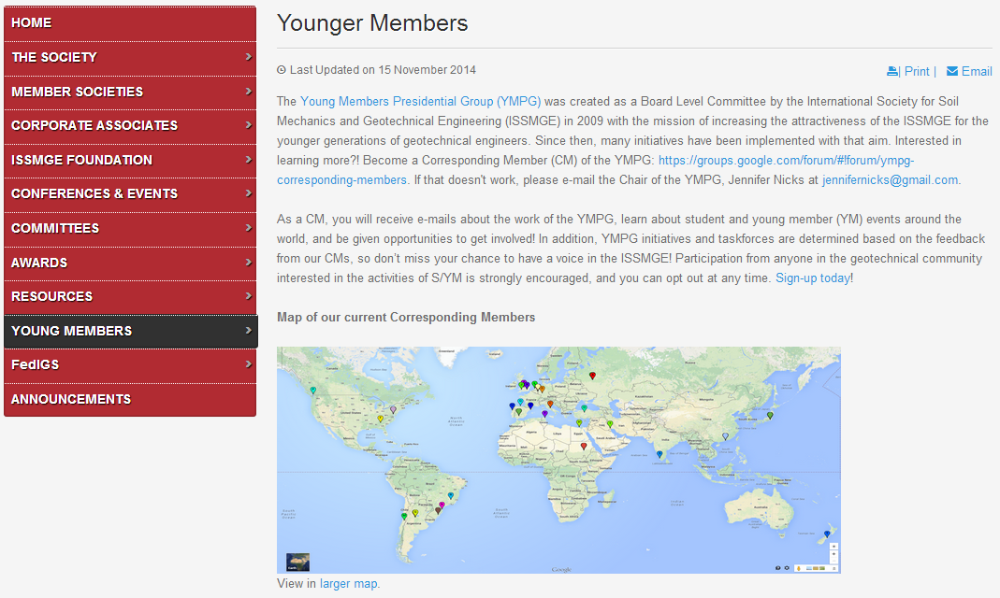 HOME
THE SOCIETY
MEMBER SOCIETIES
CORPORATE ASSOCIATES
ISSMGE FOUNDATION
CONFERENCES & EVENTS
COMMITTEES
AWARDS
RESOURCES
YOUNG MEMBERS
FedIGS
ANNOUNCEMENTS
Younger Members
Last Updated on 15 November 2014
Print | Email
The Young Members Presidential Group (YMPG) was created as a Board Level Committee by the International Society for Soil
Mechanics and Geotechnical Engineering (ISSMGE) in 2009 with the mission of increasing the attractiveness of the ISSMGE for the
younger generations of geotechnical engineers. Since then, many initiatives have been implemented with that aim. Interested in
learning more?! Become a Corresponding Member (CM) of the YMPG: https://groups.google.com/forum/#!forum/ympg-
corresponding-members. If that doesn't work, please e-mail the Chair of the YMPG, Jennifer Nicks at jennifernicks@gmail.com.
As a CM, you will receive e-mails about the work of the YMPG, learn about student and young member (YM) events around the
world, and be given opportunities to get involved! In addition, YMPG initiatives and taskforces are determined based on the feedback
from our CMs, so don't miss your chance to have a voice in the ISSMGE! Participation from anyone in the geotechnical community
interested in the activities of S/YM is strongly encouraged, and you can opt out at any time. Sign-up today!
Map of our current Corresponding Members
Google
View in larger map.